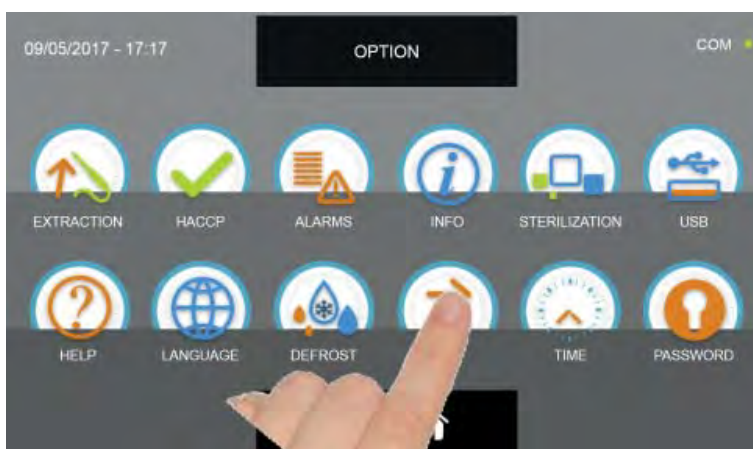 09/05/2017 - 17:17 OPTION COM
EXTRACTION HACCP ALARMS INFO STERILIZATION USB
HELP LANGUAGE DEFROST TIME PASSWORD